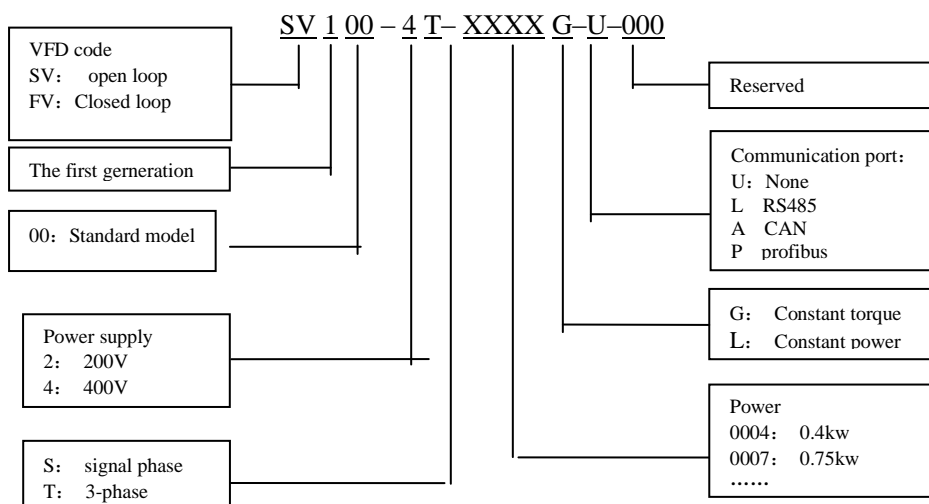 SV 1 00 – 4 T– XXXX G–U–000
VFD code
SV： open loop
FV： Closed loop
The first gerneration
00： Standard model
Power supply
2： 200V
4： 400V
S： signal phase
T： 3-phase
Reserved
Communication port：
U： None
L RS485
A CAN
P profibus
G： Constant torque
L： Constant power
Power
0004： 0.4kw
0007： 0.75kw
……